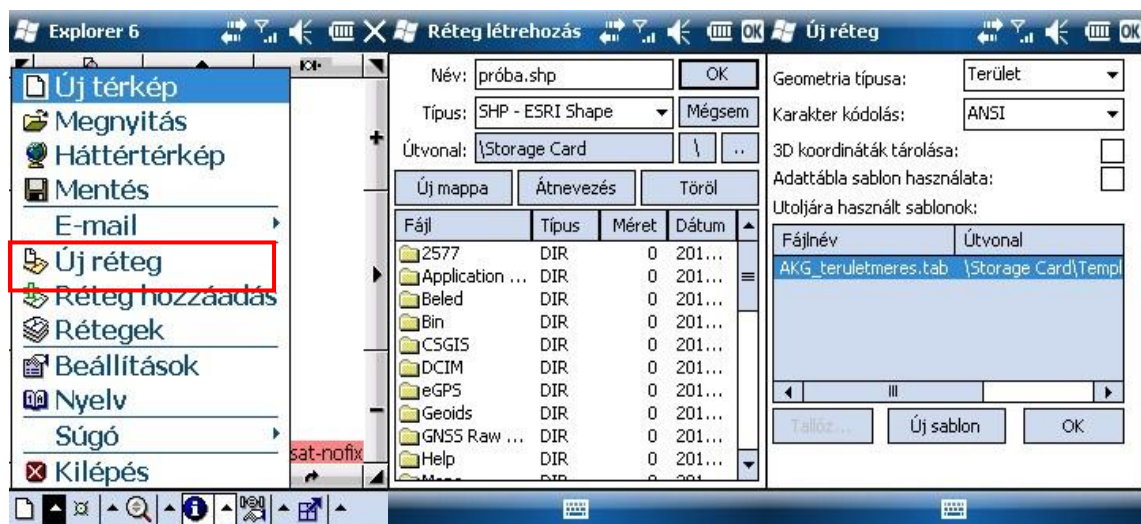 Explorer 6
Új térkép
Megnyitás
Háttértérkép
Mentés
E-mail
Új réteg
Réteg hozzáadás
Rétegek
Beállítások
Nyelv
Súgó
Kilépés
sat-nofix
Réteg létrehozás OK
Név: próba.shp OK
Típus: SHP - ESRI Shape Mégsem
Útvonal: \Storage Card \ ..
Új mappa Átnevezés Töröl
Fájl Típus Méret Dátum
2577 DIR 0 201...
Application ... DIR 0 201...
Beled DIR 0 201...
Bin DIR 0 201...
CSGIS DIR 0 201...
DCIM DIR 0 201...
eGPS DIR 0 201...
Geoids DIR 0 201...
GNSS Raw ... DIR 0 201...
Help DIR 0 201...
Új réteg OK
Geometria típusa: Terület
Karakter kódolás: ANSI
3D koordináták tárolása:
Adattábla sablon használata:
Utoljára használt sablonok:
Fájlnév Útvonal
AKG_teruletmeres.tab \Storage Card\Templ
Tallóz ... Új sablon OK